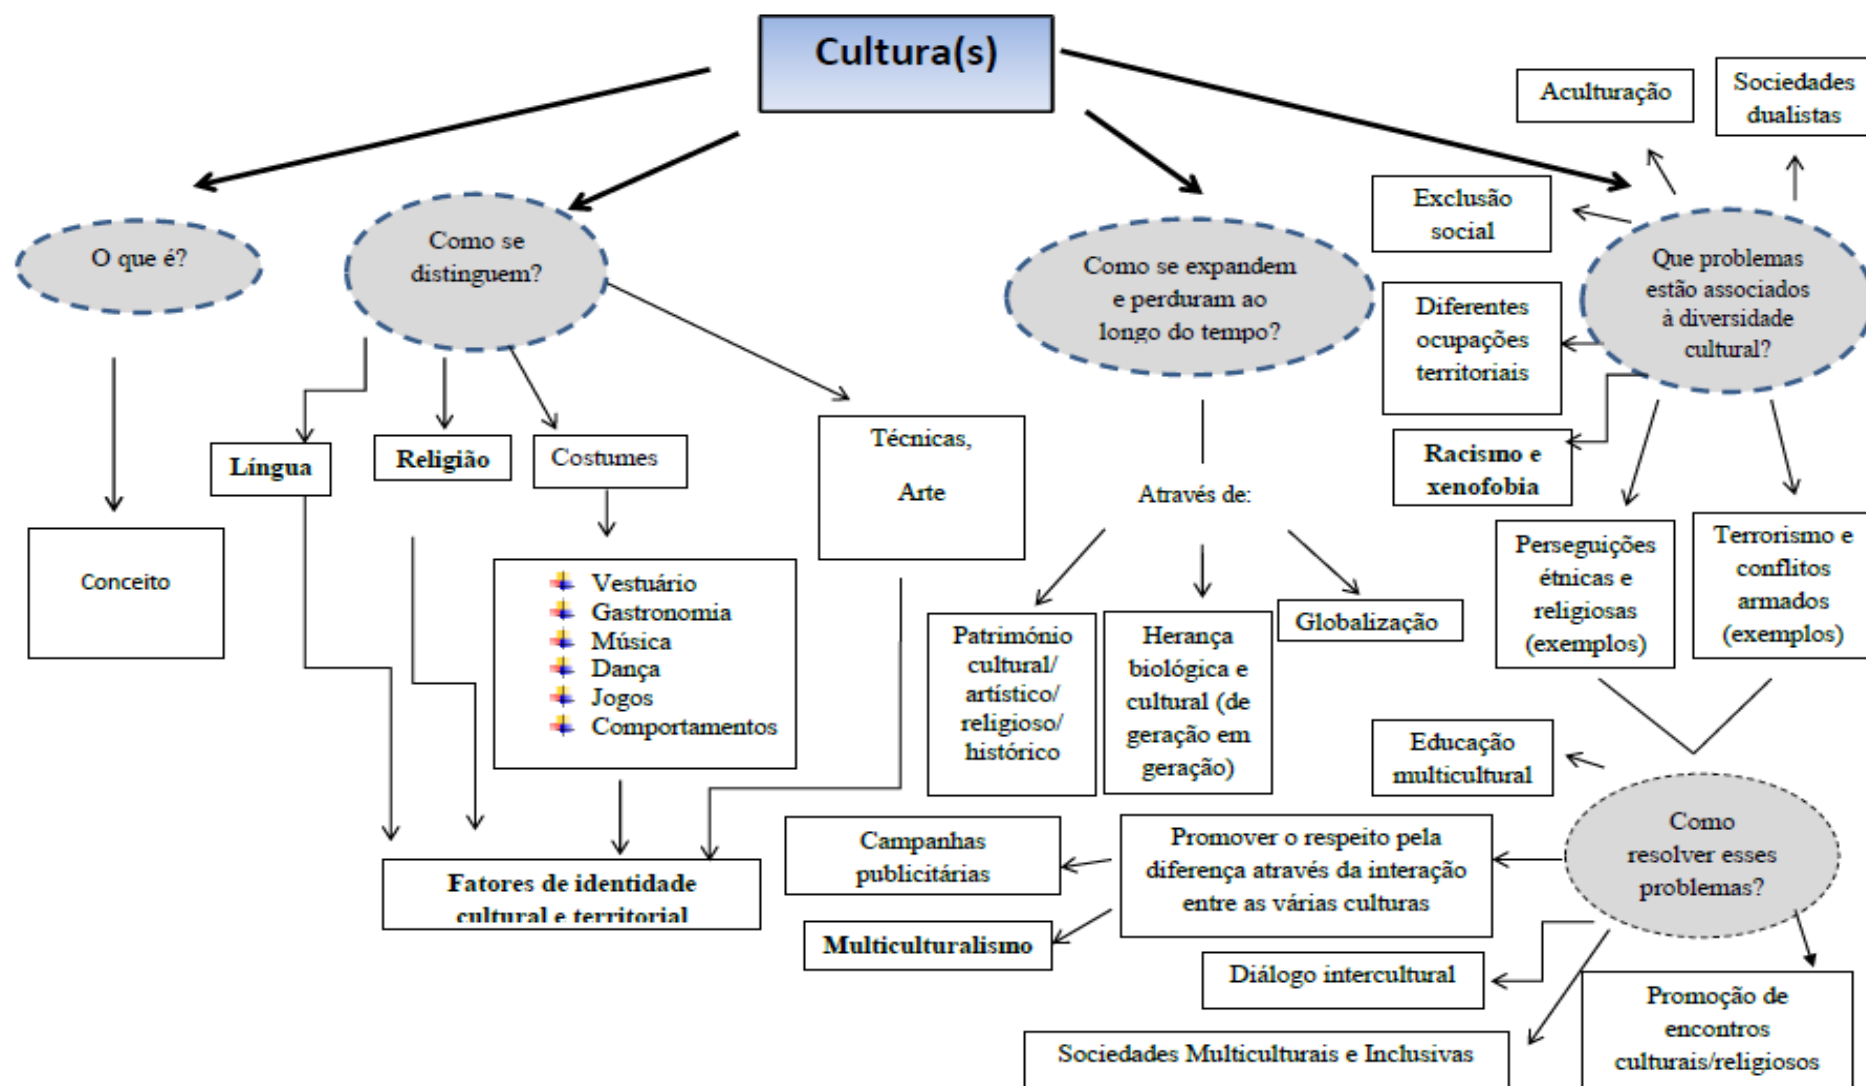 Cultura(s)
Aculturação
Sociedades
dualistas
Exclusão
social
O que é?
Como se
distinguem?
Como se expandem
e perduram ao
longo do tempo?
Que problemas
estão associados
à diversidade
cultural?
Diferentes
ocupações
territoriais
Racismo e
xenofobia
Língua
Religião
Costumes
Técnicas,
Arte
Através de:
Conceito
Vestuário
Gastronomia
Música
Dança
Jogos
Comportamentos
Património
cultural/
artístico/
religioso/
histórico
Herança
biológica e
cultural (de
geração em
geração)
Globalização
Perseguições
étnicas e
religiosas
(exemplos)
Terrorismo e
conflitos
armados
(exemplos)
Educação
multicultural
Como
resolver esses
problemas?
Promover o respeito pela
diferença através da interação
entre as várias culturas
Campanhas
publicitárias
Multiculturalismo
Fatores de identidade
cultural e territorial
Diálogo intercultural
Sociedades Multiculturais e Inclusivas
Promoção de
encontros
culturais/religiosos